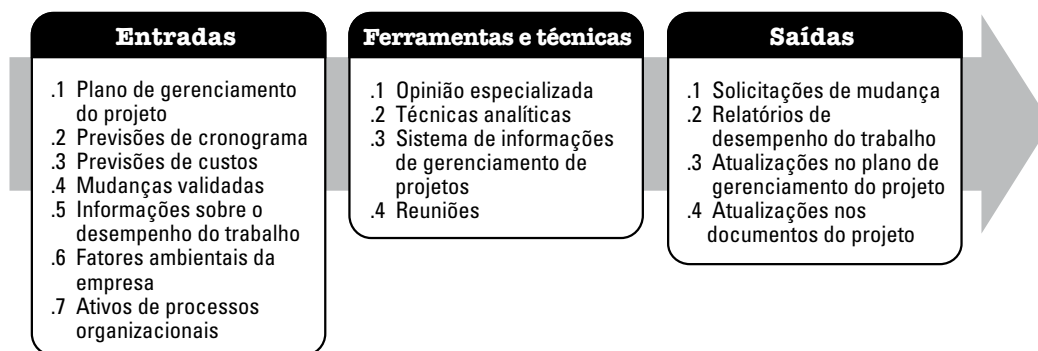 Entradas
.1 Plano de gerenciamento
do projeto
.2 Previsões de cronograma
.3 Previsões de custos
.4 Mudanças validadas
.5 Informações sobre o
desempenho do trabalho
.6 Fatores ambientais da
empresa
.7 Ativos de processos
organizacionais
Ferramentas e técnicas
.1 Opinião especializada
.2 Técnicas analíticas
.3 Sistema de informações
de gerenciamento de
projetos
.4 Reuniões
Saídas
.1 Solicitações de mudança
.2 Relatórios de
desempenho do trabalho
.3 Atualizações no plano de
gerenciamento do projeto
.4 Atualizações nos
documentos do projeto